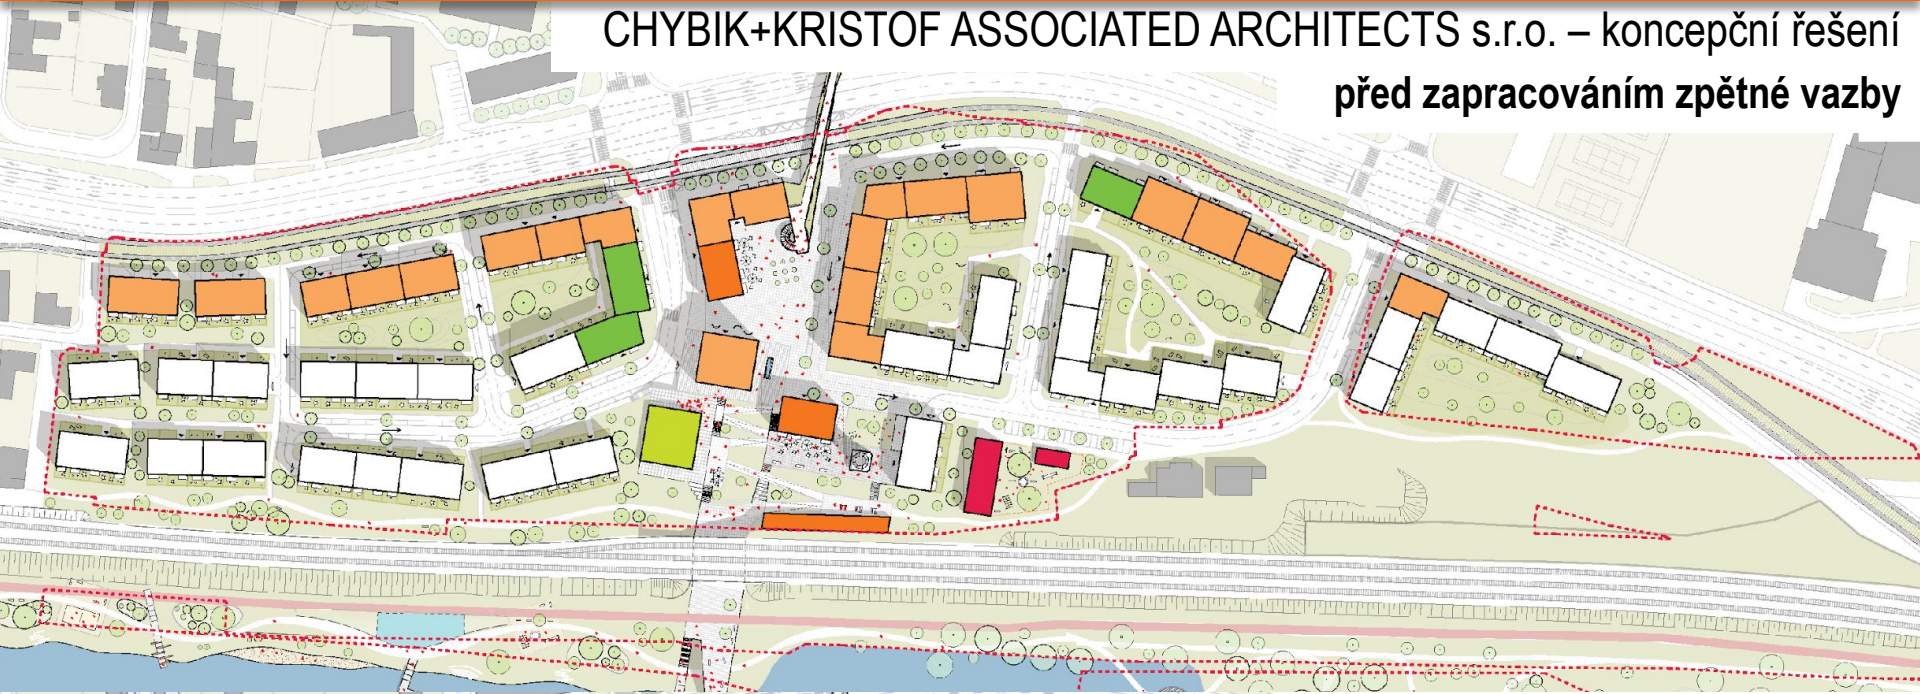 CHYBIK+KRISTOF ASSOCIATED ARCHITECTS s.r.o. – koncepční řešení
před zapracováním zpětné vazby